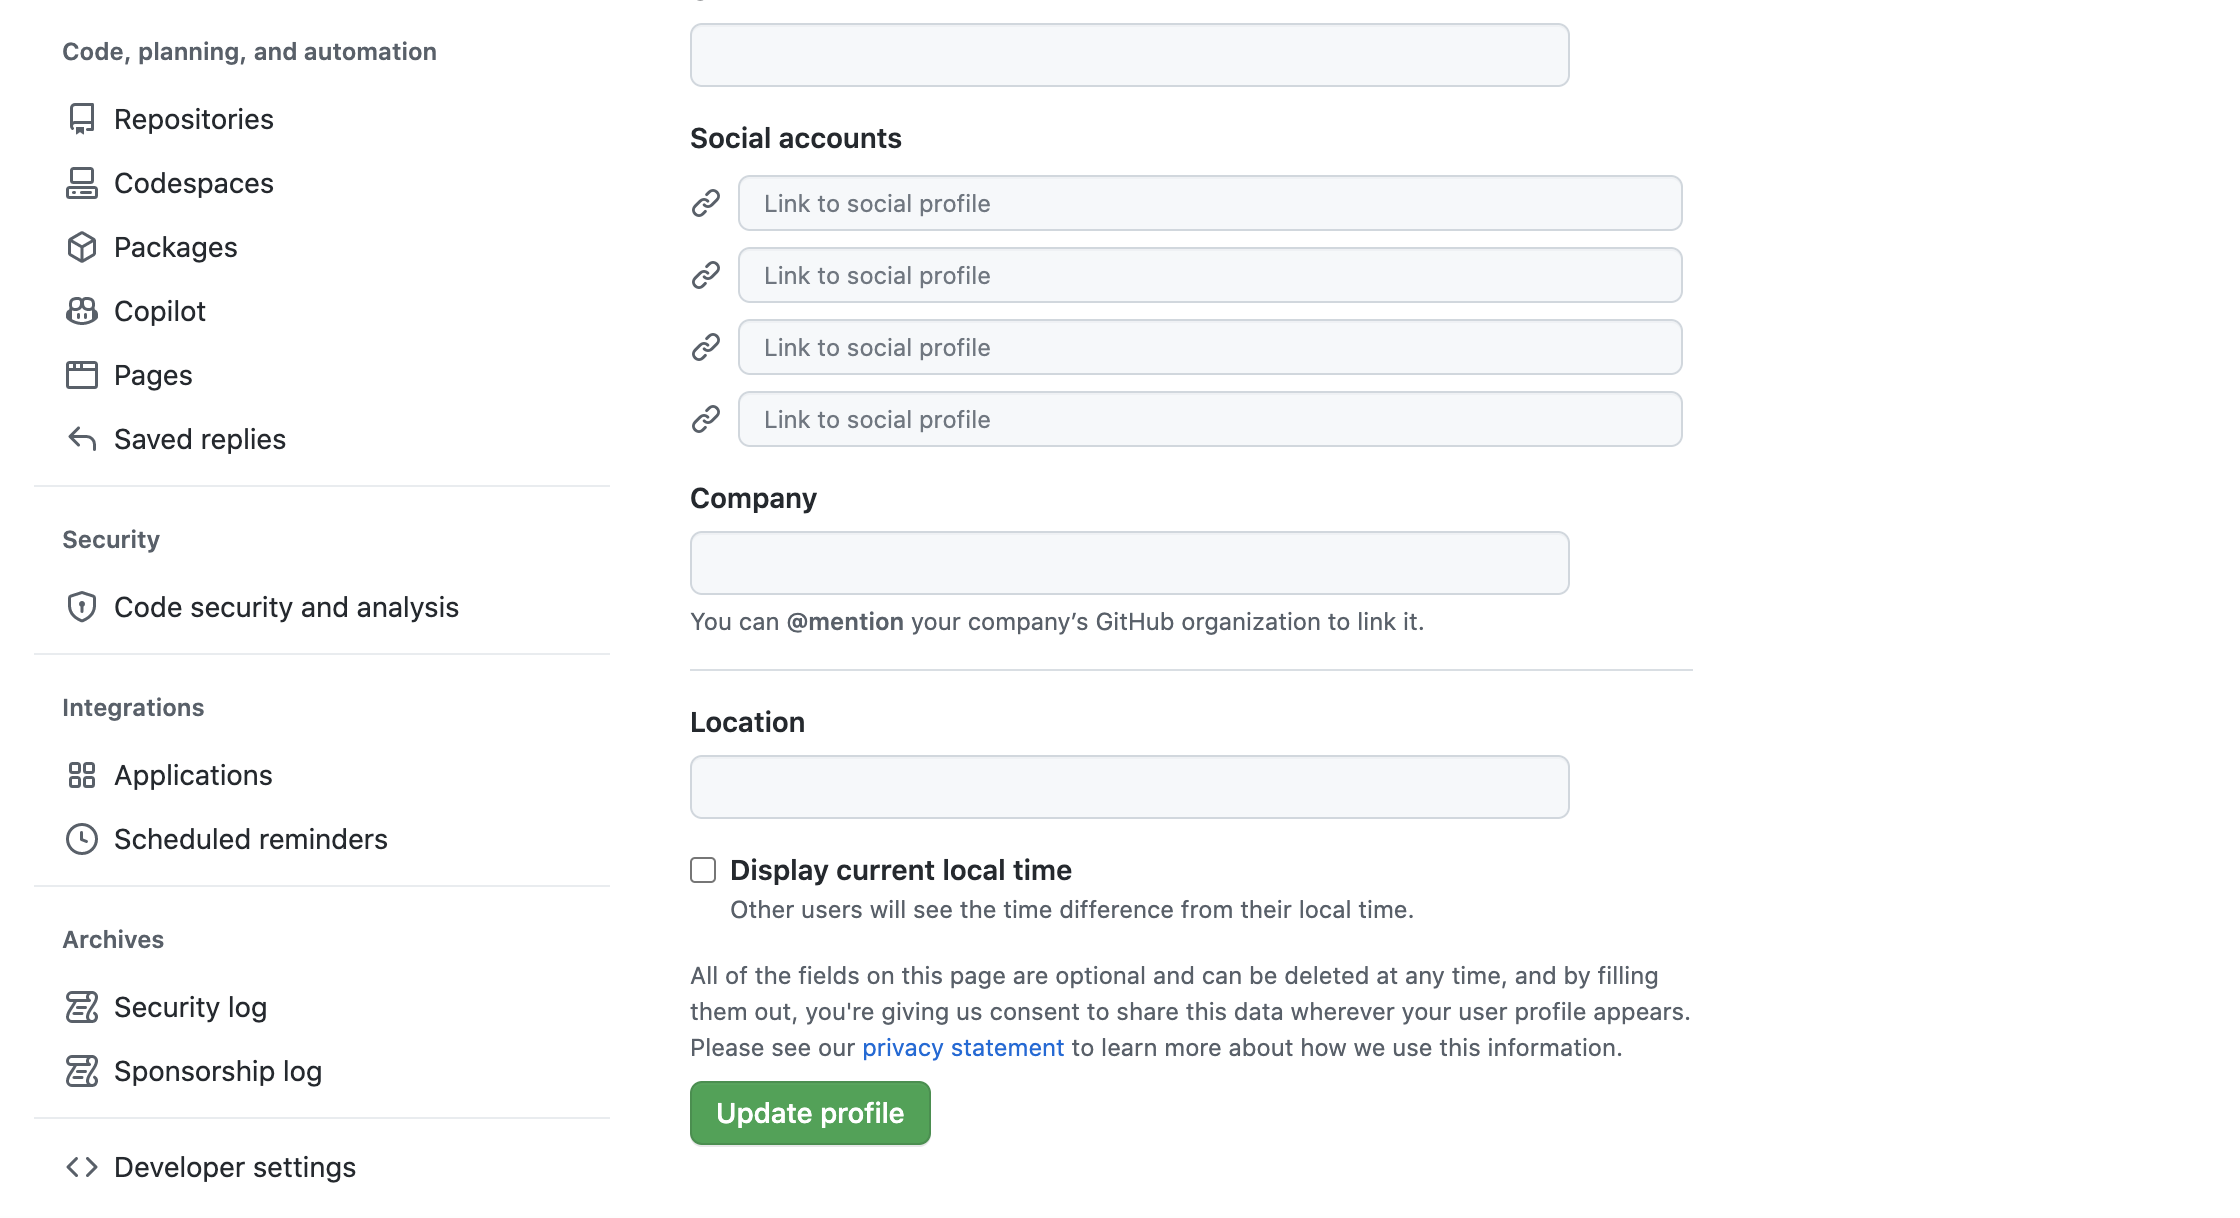 Code, planning, and automation
Repositories
Codespaces
Packages
Copilot
Pages
Saved replies
Security
Code security and analysis
Integrations
Applications
Scheduled reminders
Archives
Security log
Sponsorship log
Developer settings
Social accounts
Link to social profile
Link to social profile
Link to social profile
Link to social profile
Company
You can @mention your company’s GitHub organization to link it.
Location
Display current local time
Other users will see the time difference from their local time.
All of the fields on this page are optional and can be deleted at any time, and by filling
them out, you're giving us consent to share this data wherever your user profile appears.
Please see our privacy statement to learn more about how we use this information.
Update profile